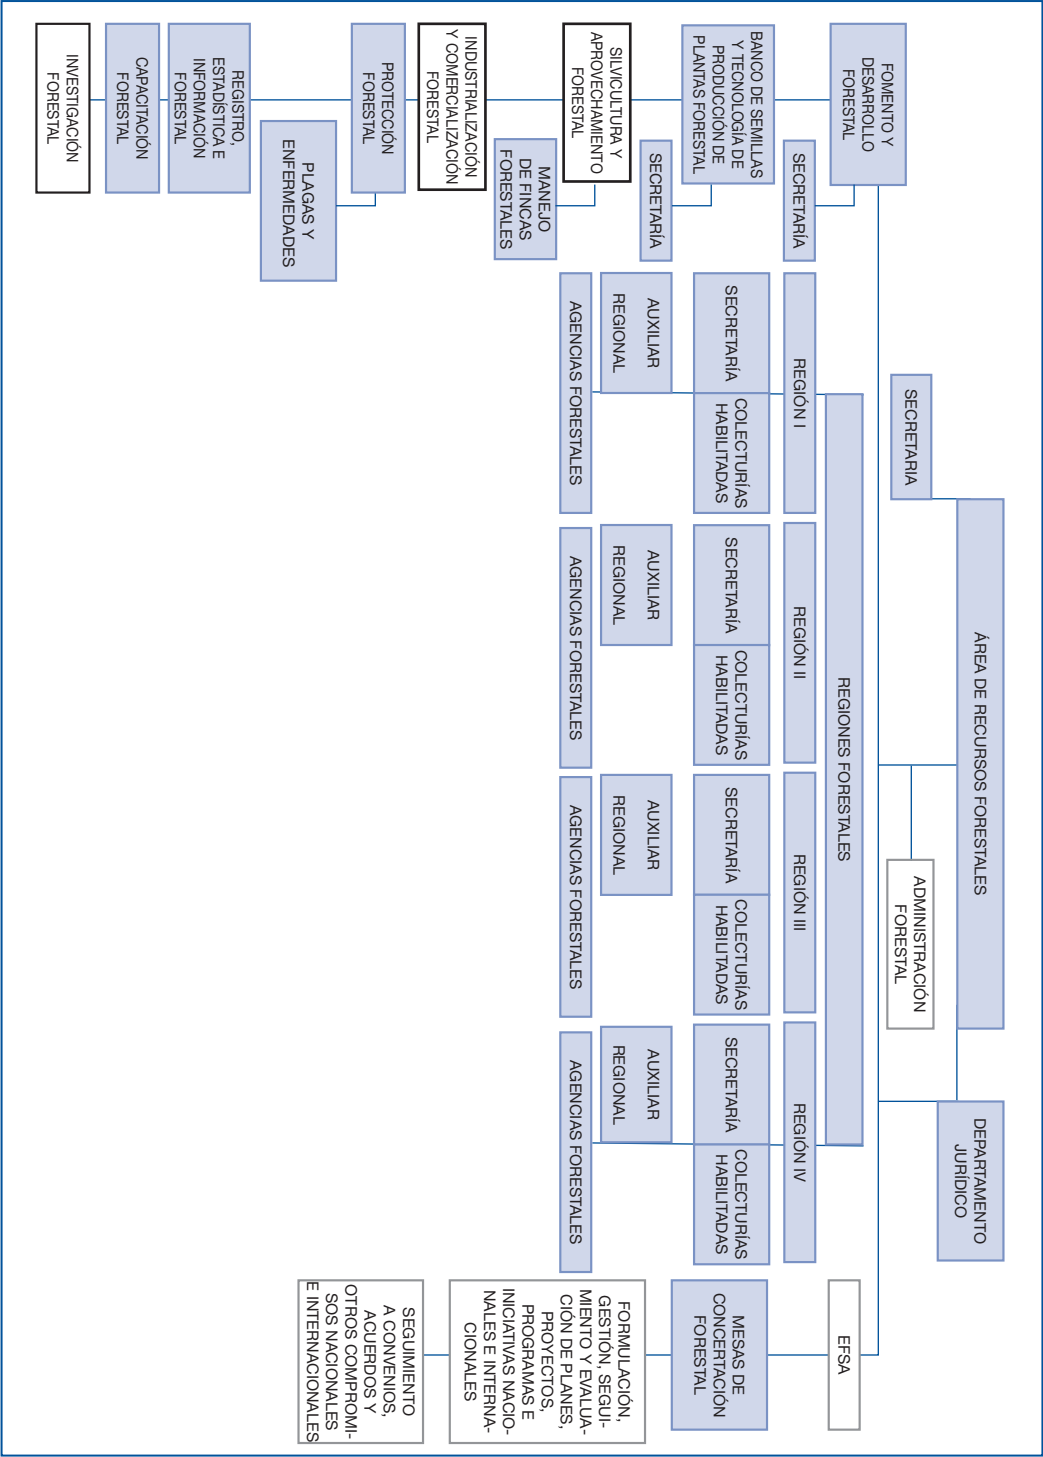 ÁREA DE RECURSOS FORESTALES
DEPARTAMENTO
JURÍDICO
SECRETARIA
ADMINISTRACIÓN
FORESTAL
FOMENTO Y
DESARROLLO
FORESTAL
SECRETARÍA
BANCO DE SEMILLAS
Y TECNOLOGÍA DE
PRODUCCIÓN DE
PLANTAS FORESTAL
SECRETARÍA
SILVICULTURA Y
APROVECHAMIENTO
FORESTAL
MANEJO
DE FINCAS
FORESTALES
INDUSTRIALIZACIÓN
Y COMERCIALIZACIÓN
FORESTAL
PROTECCIÓN
FORESTAL
PLAGAS Y
ENFERMEDADES
REGISTRO,
ESTADÍSTICA E
INFORMACIÓN
FORESTAL
CAPACITACIÓN
FORESTAL
INVESTIGACIÓN
FORESTAL
REGIONES FORESTALES
REGIÓN I
SECRETARÍA
COLECTURÍAS
HABILITADAS
AUXILIAR
REGIONAL
AGENCIAS FORESTALES
REGIÓN II
SECRETARÍA
COLECTURÍAS
HABILITADAS
AUXILIAR
REGIONAL
AGENCIAS FORESTALES
REGIÓN III
SECRETARÍA
COLECTURÍAS
HABILITADAS
AUXILIAR
REGIONAL
AGENCIAS FORESTALES
REGIÓN IV
SECRETARÍA
COLECTURÍAS
HABILITADAS
AUXILIAR
REGIONAL
AGENCIAS FORESTALES
EFSA
MESAS DE
CONCERTACIÓN
FORESTAL
FORMULACIÓN,
GESTIÓN, SEGUI-
MIENTO Y EVALUA-
CIÓN DE PLANES,
PROYECTOS,
PROGRAMAS E
INICIATIVAS NACIO-
NALES E INTERNA-
CIONALES
SEGUIMIENTO
A CONVENIOS,
ACUERDOS Y
OTROS COMPROMI-
SOS NACIONALES
E INTERNACIONALES